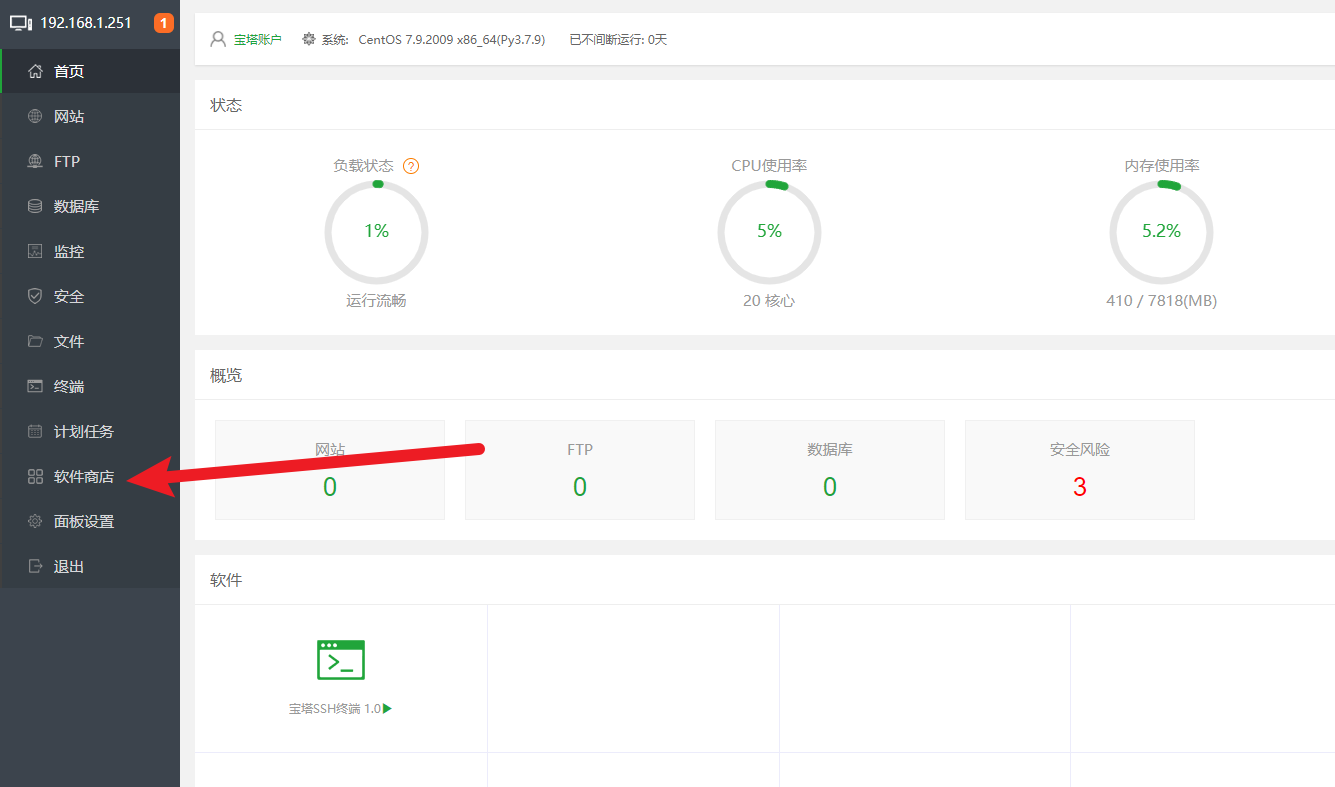 192.168.1.251
1
首页
网站
FTP
数据库
监控
安全
文件
终端
计划任务
软件商店
面板设置
退出
宝塔账户 系统: CentOS 7.9.2009 x86_64(Py3.7.9) 已不间断运行: 0天
状态
负载状态 ? CPU使用率 内存使用率
1% 5% 5.2%
运行流畅 20 核心 410 / 7818(MB)
概览
网站 FTP 数据库 安全风险
0 0 0 3
软件
宝塔SSH终端 1.0